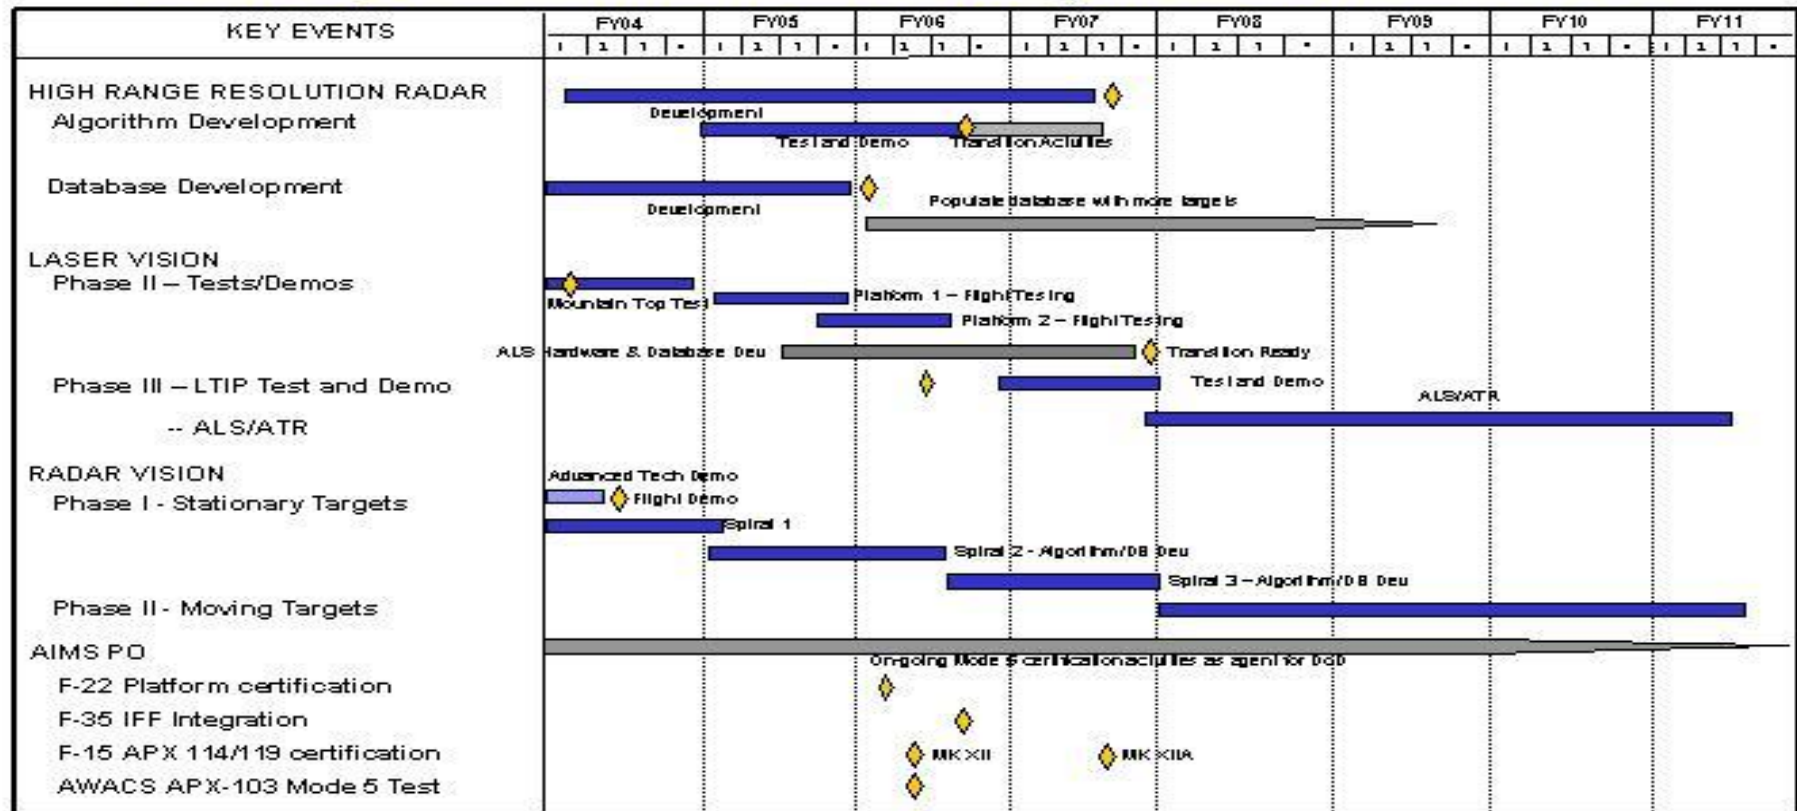 KEY EVENTS
FY04 FY05 FY06 FY07 FY08 FY09 FY10 FY11
HIGH RANGE RESOLUTION RADAR
Development
Algorithm Development
Test and Demo Transition Activities
Database Development
Development
Populate database with more targets
LASER VISION
Phase II – Tests/Demos
Mountain Top Test
Platform 1 – Flight Testing
Platform 2 – Flight Testing
ALS Hardware & Database Dev
Transition Ready
Phase III – LTIP Test and Demo
Test and Demo
ALS/ATR
-- ALS/ATR
RADAR VISION
Advanced Tech Demo
Phase I - Stationary Targets
Flight Demo
Spiral 1
Spiral 2 - Algorithm/DB Dev
Spiral 3 – Algorithm/DB Dev
Phase II - Moving Targets
AIMS PO
On-going Mode 5 certification activities as agent for DoD
F-22 Platform certification
F-35 IFF Integration
F-15 APX 114/119 certification
MK XII
MK XIIA
AWACS APX-103 Mode 5 Test